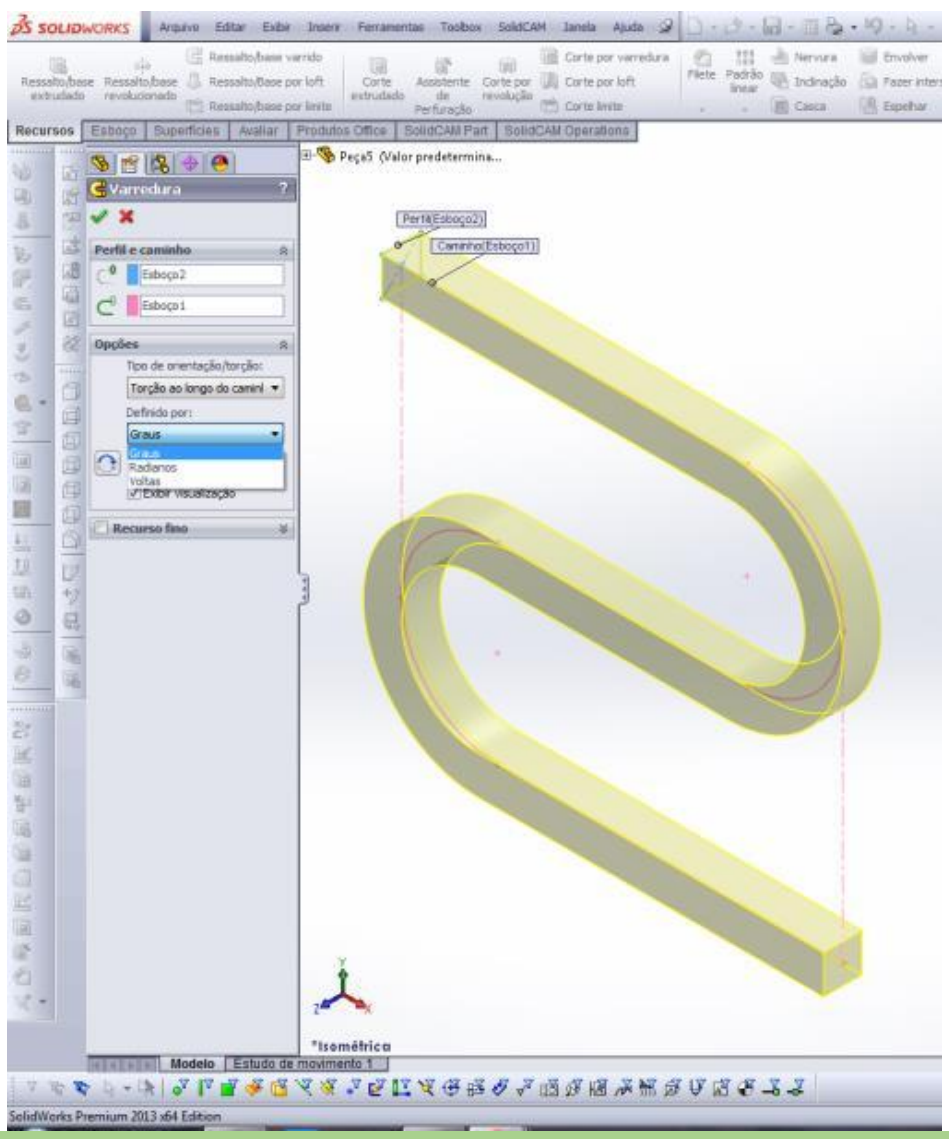 SOLIDWORKS Arquivo Editar Exibir Inserir Ferramentas Toolbox SolidCAM Janela Ajuda
Ressalto/base extrudado
Ressalto/base revolucionado
Ressalto/base varrido
Ressalto/Base por loft
Ressalto/Base por limite
Corte extrudado
Assistente de Perfuração
Corte por revolução
Corte por varredura
Corte por loft
Corte limite
Filete
Padrão linear
Nervura
Inclinação
Casca
Envolver
Fazer inter
Espelhar
Recursos Esboço Superfícies Avaliar Produtos Office SolidCAM Part SolidCAM Operations
Peça5 (Valor predetermina...
Varredura ?
Perfil e caminho
Esboço2
Esboço1
Opções
Tipo de orientação/torção:
Torção ao longo do camin
Definido por:
Graus
Graus
Radianos
Voltas
Exibir visualização
Recurso fino
Perfil(Esboço2)
Caminho(Esboço1)
Y
Z X
*Isométrica
Modelo Estudo de movimento 1
SolidWorks Premium 2013 x64 Edition